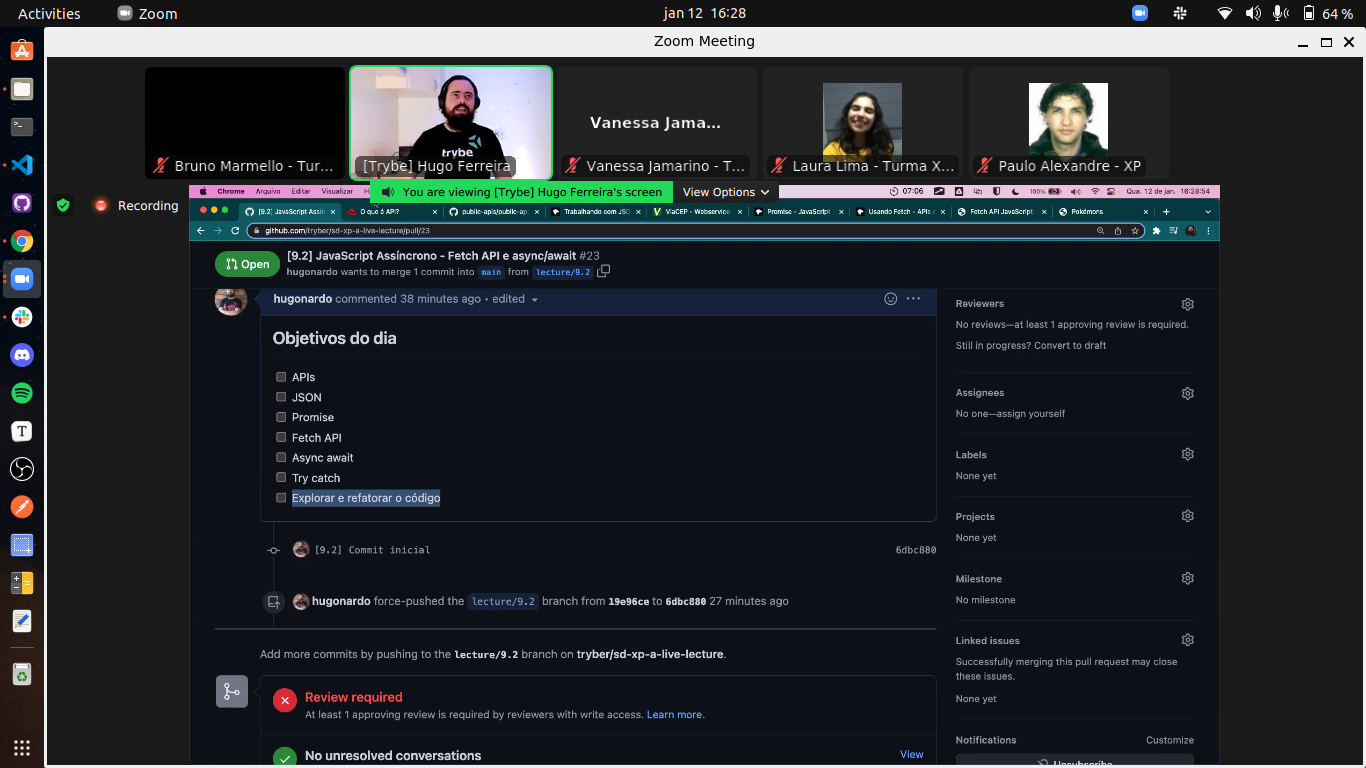 Activities
Zoom
jan 12 16:28
64 %
Zoom Meeting
Bruno Marmello - Tur...
trybe
[Trybe] Hugo Ferreira
Vanessa Jama...
Vanessa Jamarino - T...
Laura Lima - Turma X...
Paulo Alexandre - XP
Recording
You are viewing [Trybe] Hugo Ferreira's screen
View Options
Chrome Arquivo Editar Visualizar
07:06
100%
Qua. 12 de jan. 16:28:54
[9.2] JavaScript Assín
O que é API?
public-apis/public-ap
Trabalhando com JSO
ViaCEP - Webservice
Promise - JavaScript
Usando Fetch - APIs
Fetch API JavaScript
Pokémons
github.com/tryber/sd-xp-a-live-lecture/pull/23
Open
[9.2] JavaScript Assíncrono - Fetch API e async/await #23
hugonardo wants to merge 1 commit into main from lecture/9.2
hugonardo commented 38 minutes ago • edited
Objetivos do dia
APIs
JSON
Promise
Fetch API
Async await
Try catch
Explorar e refatorar o código
[9.2] Commit inicial
6dbc880
hugonardo force-pushed the lecture/9.2 branch from 19e96ce to 6dbc880 27 minutes ago
Add more commits by pushing to the lecture/9.2 branch on tryber/sd-xp-a-live-lecture.
Review required
At least 1 approving review is required by reviewers with write access. Learn more.
No unresolved conversations
View
Reviewers
No reviews—at least 1 approving review is required.
Still in progress? Convert to draft
Assignees
No one—assign yourself
Labels
None yet
Projects
None yet
Milestone
No milestone
Linked issues
Successfully merging this pull request may close
these issues.
None yet
Notifications
Customize
Unsubscribe